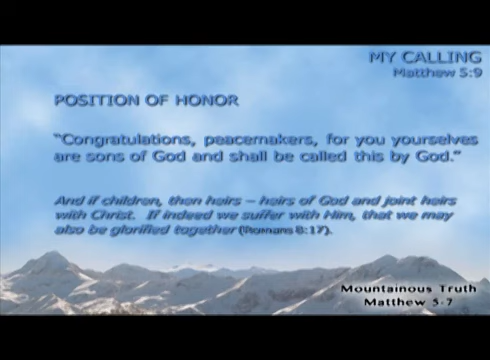 MY CALLING
Matthew 5:9
POSITION OF HONOR
“Congratulations, peacemakers, for you yourselves
are sons of God and shall be called this by God.”
And if children, then heirs – heirs of God and joint heirs
with Christ. If indeed we suffer with Him, that we may
also be glorified together (Romans 8:17).
Mountainous Truth
Matthew 5-7